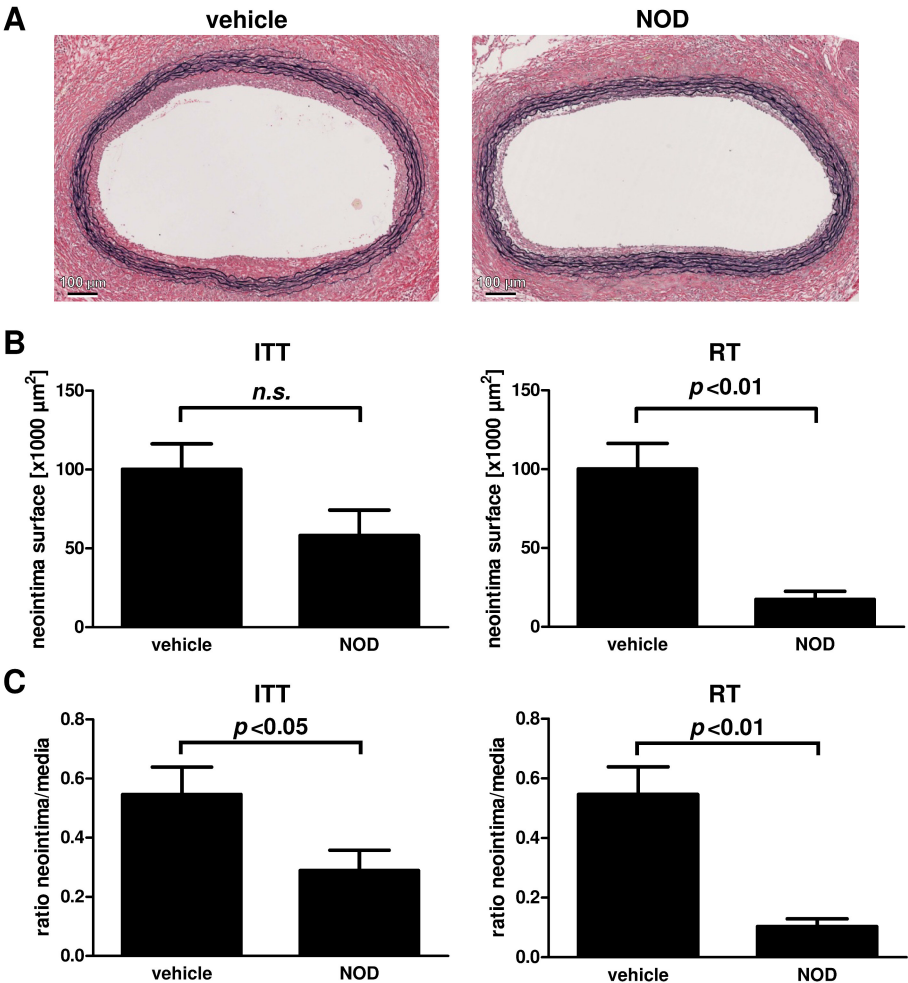 A
vehicle
NOD
100 µm
100 µm
B
ITT
RT
neointima surface [x1000 µm²]
150
100
50
0
n.s.
vehicle
NOD
neointima surface [x1000 µm²]
150
100
50
0
p<0.01
vehicle
NOD
C
ITT
RT
ratio neointima/media
0.8
0.6
0.4
0.2
0.0
p<0.05
vehicle
NOD
ratio neointima/media
0.8
0.6
0.4
0.2
0.0
p<0.01
vehicle
NOD